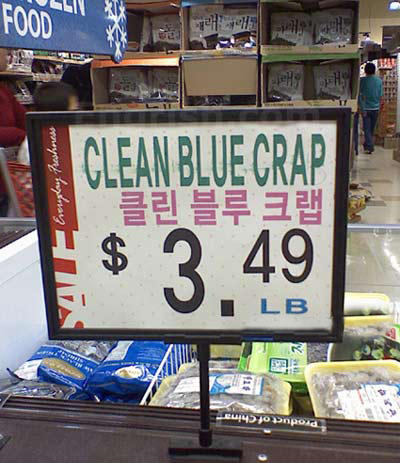 FOOD
CLEAN BLUE CRAP
클린 블루 크랩
$ 3.49
LB
Everyday Freshness
SALE
Product of China